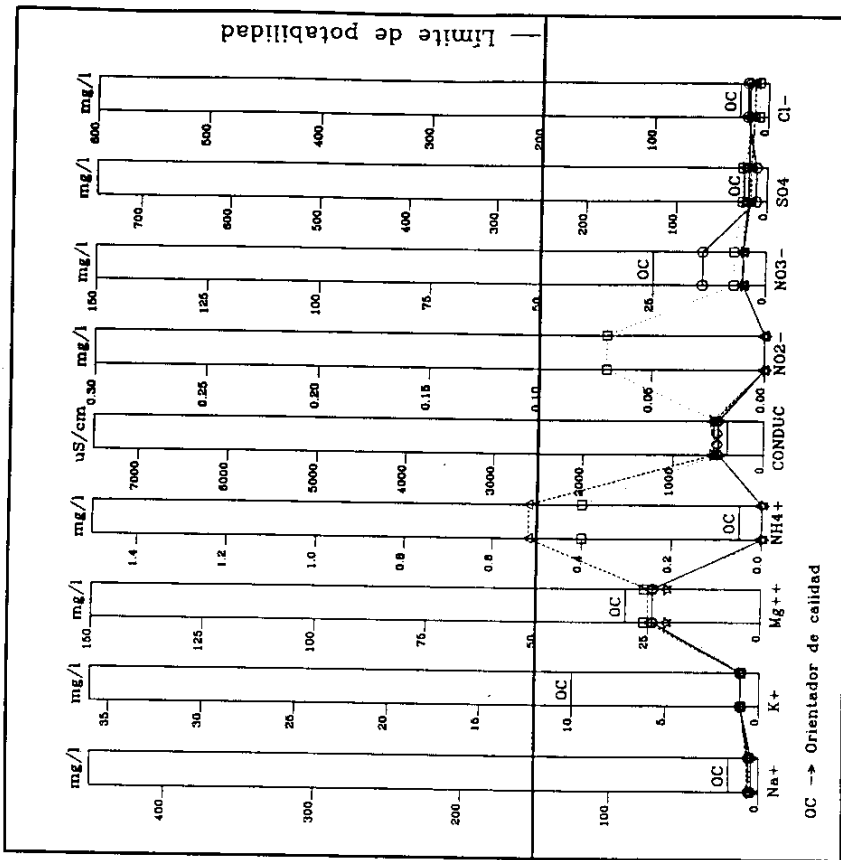 Límite de potabilidad
mg/l
400
300
200
100
0
OC
Na+
mg/l
35
30
25
20
15
10
5
0
OC
K+
mg/l
150
125
100
75
50
25
0
OC
Mg++
mg/l
1.4
1.2
1.0
0.8
0.6
0.4
0.2
0.0
OC
NH4+
uS/cm
7000
6000
5000
4000
3000
2000
1000
0
OC
CONDUC
mg/l
0.30
0.25
0.20
0.15
0.10
0.05
0.00
NO2-
mg/l
150
125
100
75
50
25
0
OC
NO3-
mg/l
700
600
500
400
300
200
100
0
OC
SO4
mg/l
600
500
400
300
200
100
0
OC
Cl-
OC --> Orientador de calidad